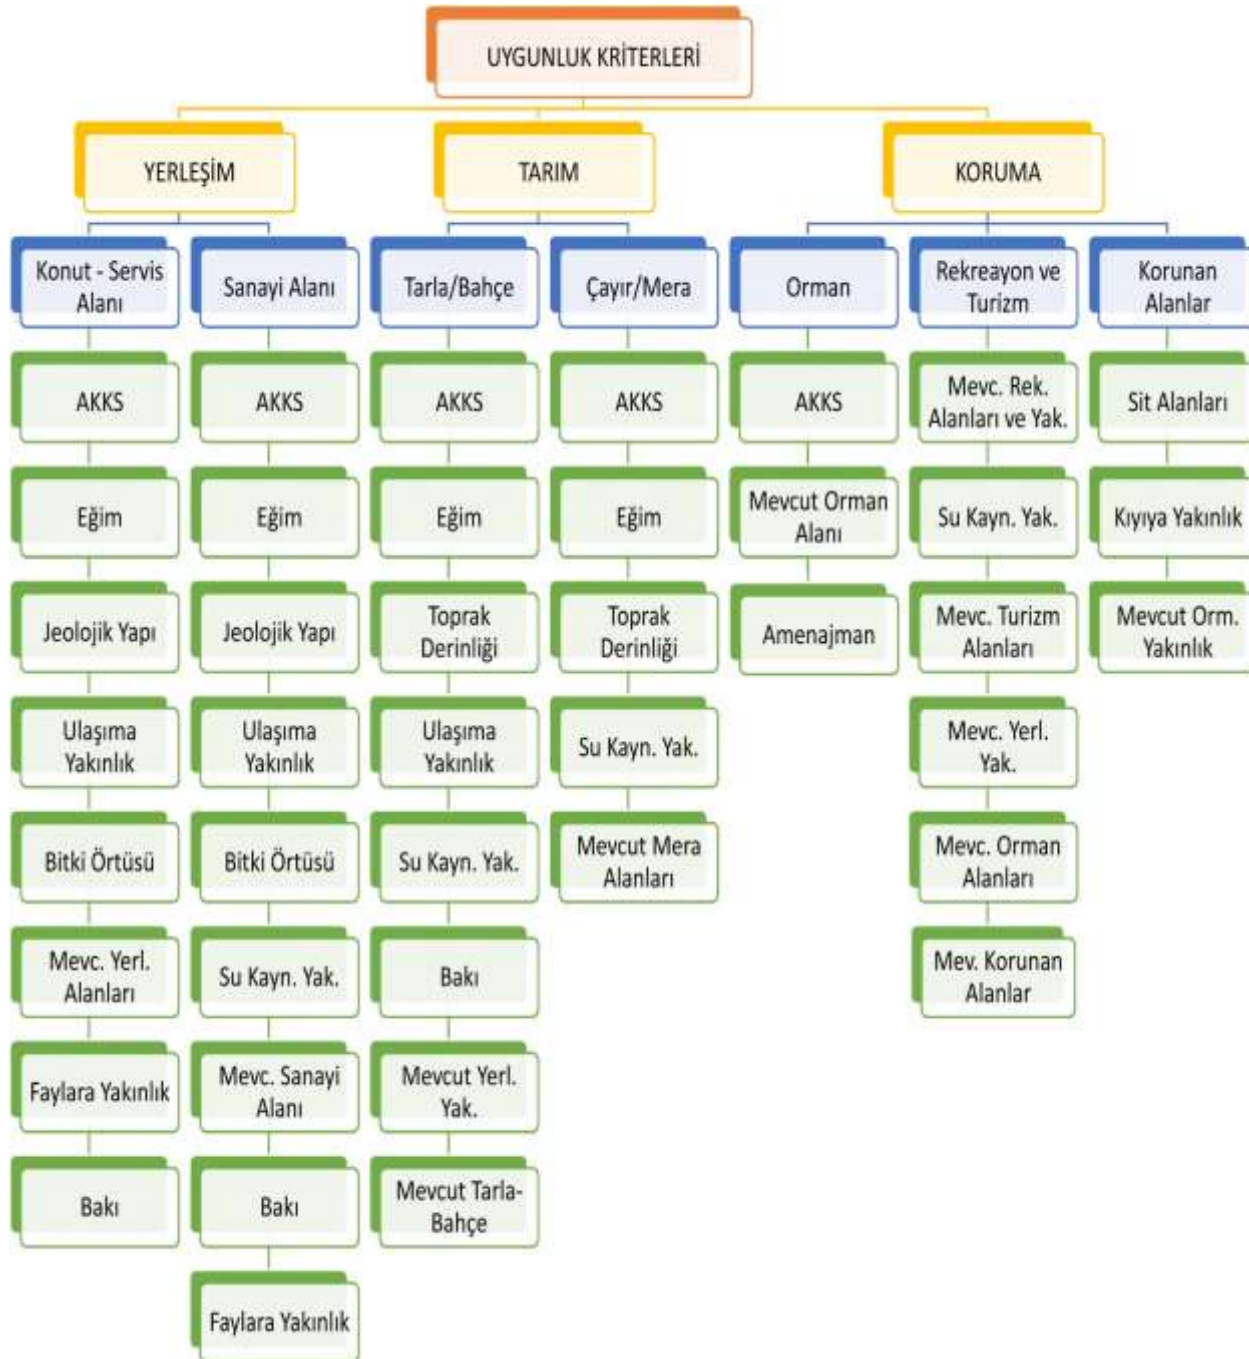 UYGUNLUK KRİTERLERİ
YERLEŞİM
TARIM
KORUMA
Konut - Servis
Alanı
Sanayi Alanı
Tarla/Bahçe
Çayır/Mera
Orman
Rekreayon ve
Turizm
Korunan
Alanlar
AKKS
AKKS
AKKS
AKKS
AKKS
Mevc. Rek.
Alanları ve Yak.
Sit Alanları
Eğim
Eğim
Eğim
Eğim
Mevcut Orman
Alanı
Su Kayn. Yak.
Kıyıya Yakınlık
Jeolojik Yapı
Jeolojik Yapı
Toprak
Derinliği
Toprak
Derinliği
Amenajman
Mevc. Turizm
Alanları
Mevcut Orm.
Yakınlık
Ulaşıma
Yakınlık
Ulaşıma
Yakınlık
Ulaşıma
Yakınlık
Su Kayn. Yak.
Mevc. Yerl.
Yak.
Bitki Örtüsü
Bitki Örtüsü
Su Kayn. Yak.
Mevcut Mera
Alanları
Mevc. Orman
Alanları
Mevc. Yerl.
Alanları
Su Kayn. Yak.
Bakı
Mev. Korunan
Alanlar
Faylara Yakınlık
Mevc. Sanayi
Alanı
Mevcut Yerl.
Yak.
Bakı
Bakı
Mevcut Tarla-
Bahçe
Faylara Yakınlık